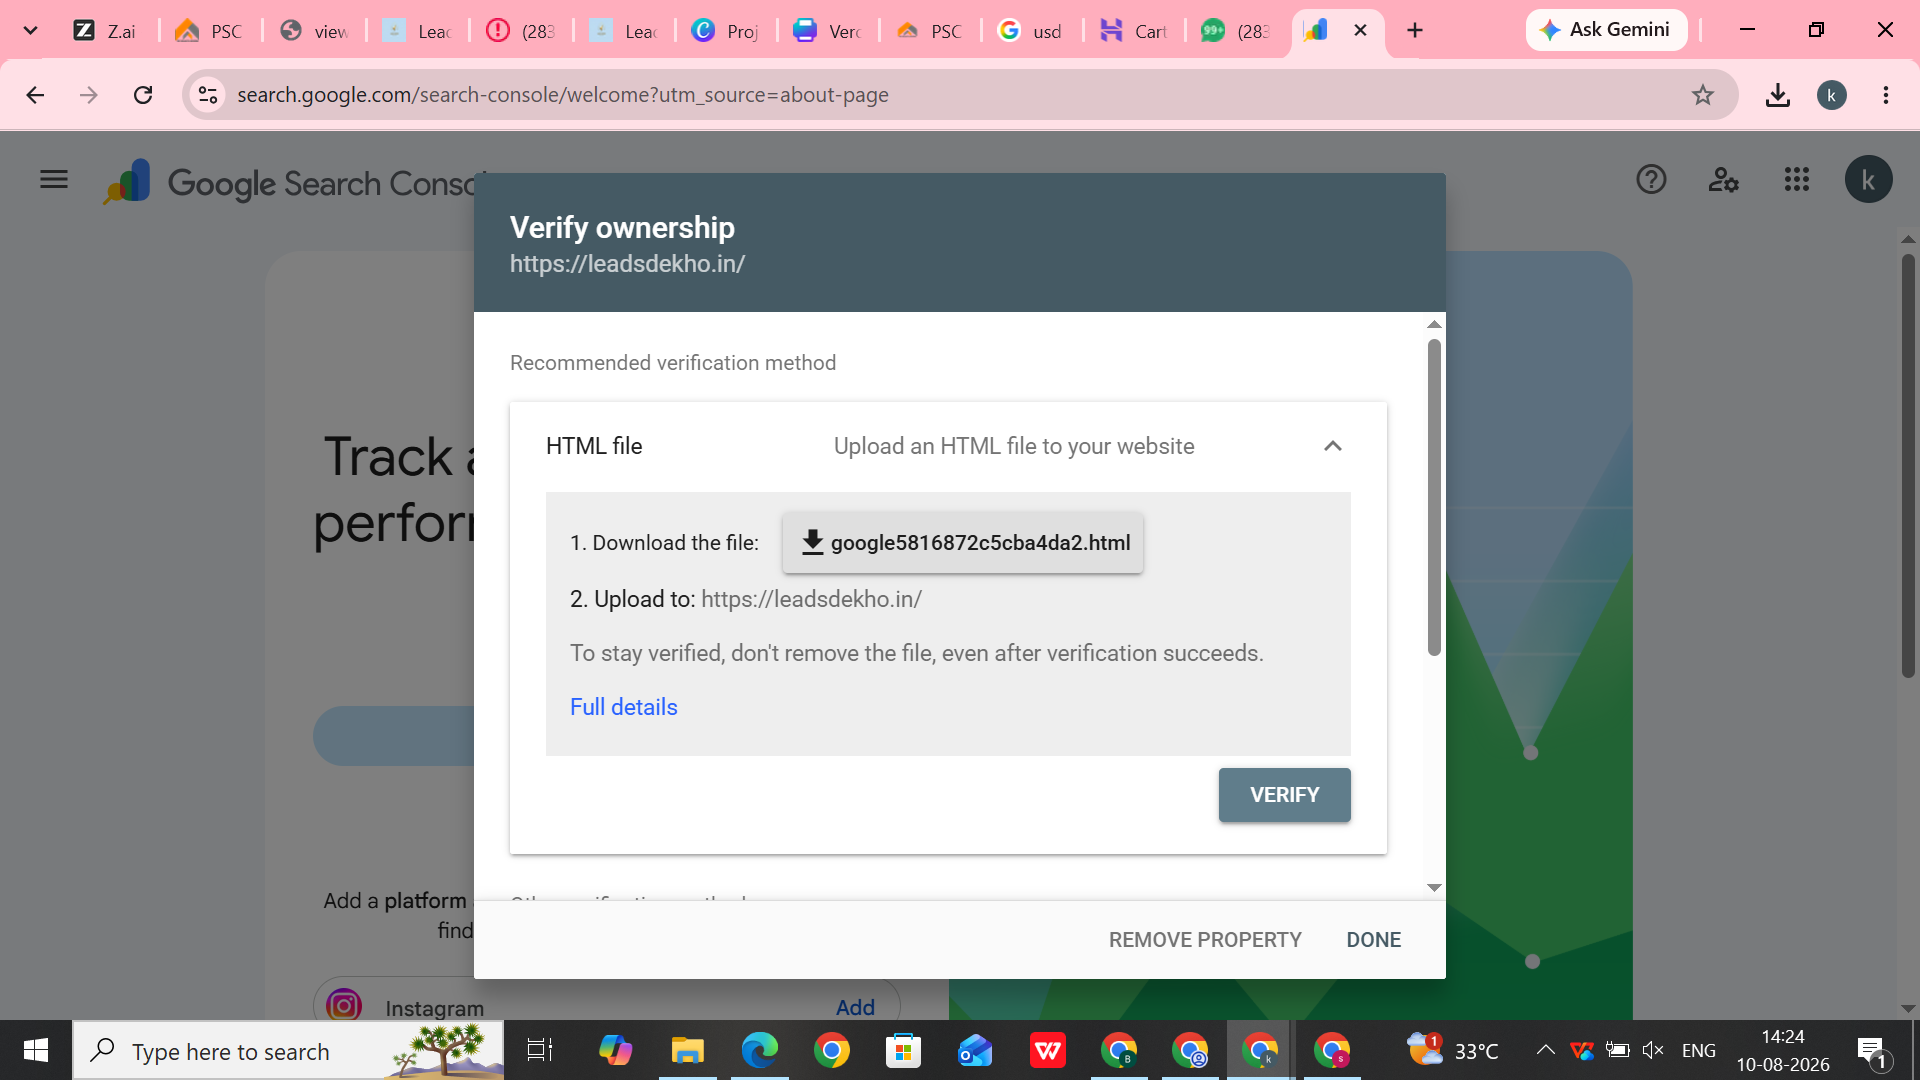 Z.ai
PSC
view
Leac
(283
Leac
Proj
Verc
PSC
usd
Cart
99+
(283
Ask Gemini
search.google.com/search-console/welcome?utm_source=about-page
k
Google Search Conso
k
Verify ownership
https://leadsdekho.in/
Recommended verification method
HTML file
Upload an HTML file to your website
Track a
perform
1. Download the file: google5816872c5cba4da2.html
2. Upload to: https://leadsdekho.in/
To stay verified, don't remove the file, even after verification succeeds.
Full details
VERIFY
Add a platform
find
REMOVE PROPERTY
DONE
Instagram
Add
Type here to search
1
33°C
ENG
14:24
10-08-2026
1